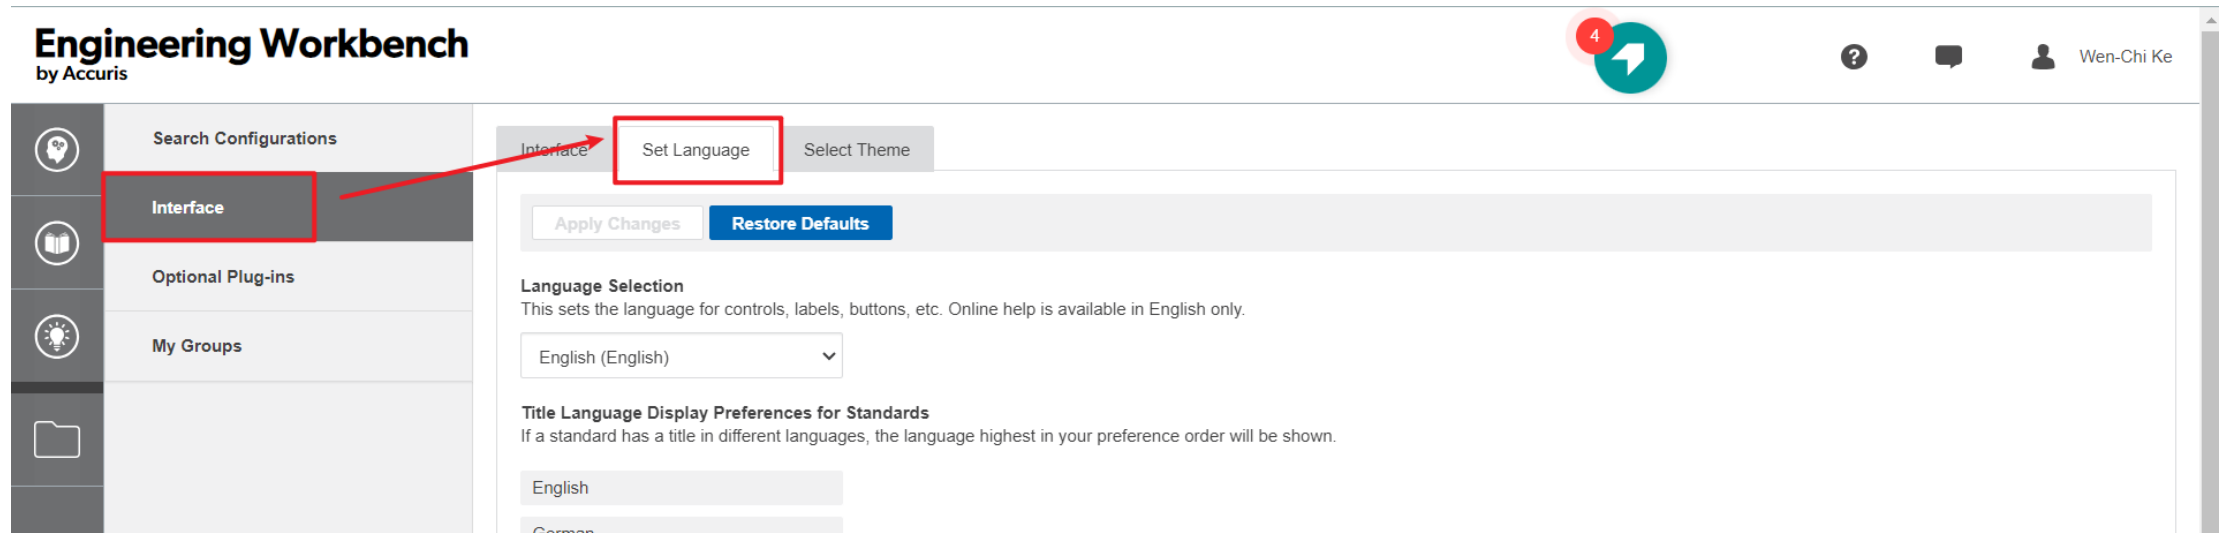 Engineering Workbench
by Accuris
4
?
Wen-Chi Ke
Search Configurations
Interface
Optional Plug-ins
My Groups
Interface
Set Language
Select Theme
Apply Changes
Restore Defaults
Language Selection
This sets the language for controls, labels, buttons, etc. Online help is available in English only.
English (English)
Title Language Display Preferences for Standards
If a standard has a title in different languages, the language highest in your preference order will be shown.
English
German